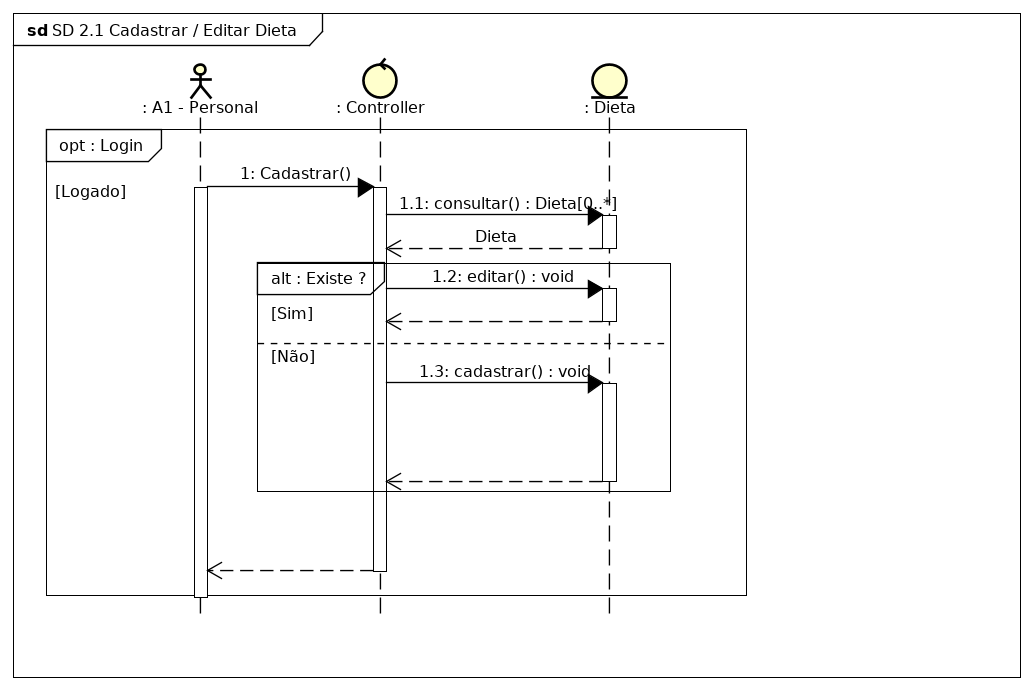 sd SD 2.1 Cadastrar / Editar Dieta
: A1 - Personal
: Controller
: Dieta
opt : Login
[Logado]
1: Cadastrar()
1.1: consultar() : Dieta[0..*]
Dieta
alt : Existe ?
1.2: editar() : void
[Sim]
[Não]
1.3: cadastrar() : void